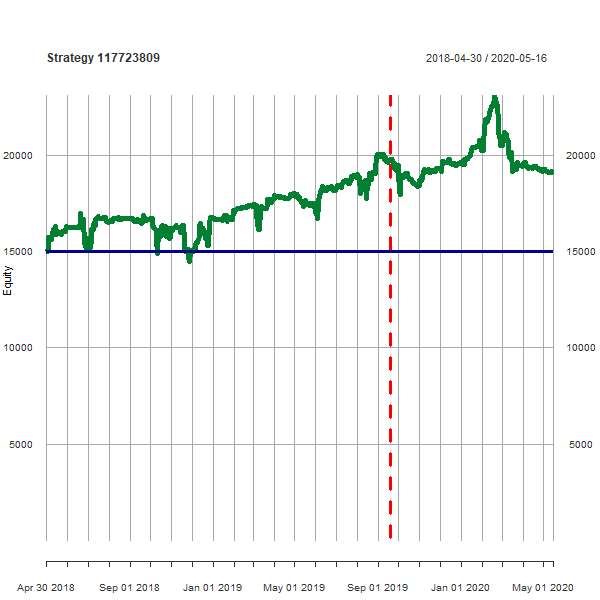 Strategy 117723809
2018-04-30 / 2020-05-16
20000
20000
15000
15000
Equity
10000
10000
5000
5000
Apr 30 2018
Sep 01 2018
Jan 01 2019
May 01 2019
Sep 01 2019
Jan 01 2020
May 01 2020